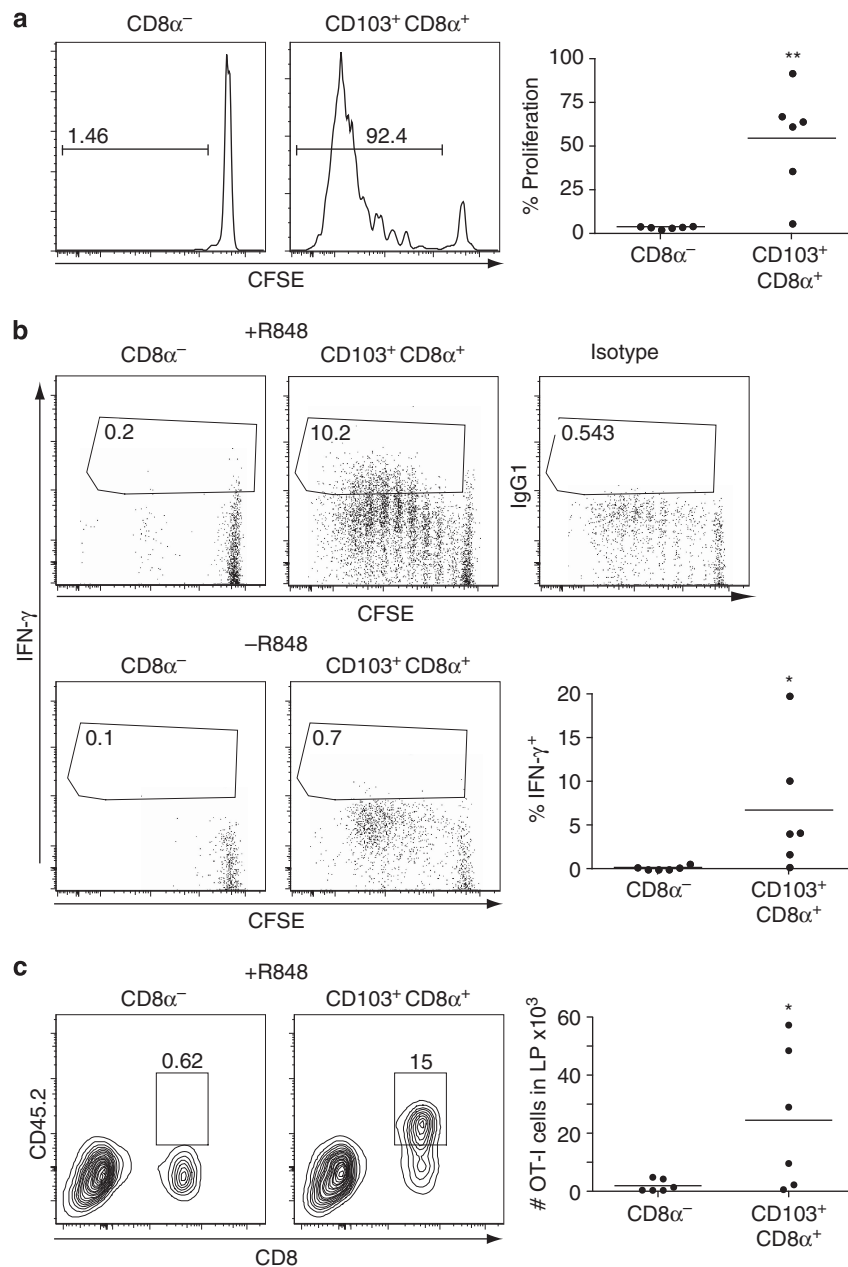 a
CD8α⁻
CD103⁺ CD8α⁺
1.46
92.4
CFSE
% Proliferation
100
75
50
25
0
**
CD8α⁻
CD103⁺
CD8α⁺
b
+R848
CD8α⁻
CD103⁺ CD8α⁺
Isotype
0.2
10.2
0.543
IgG1
CFSE
IFN-γ
–R848
CD8α⁻
CD103⁺ CD8α⁺
0.1
0.7
CFSE
% IFN-γ⁺
20
15
10
5
0
*
CD8α⁻
CD103⁺
CD8α⁺
c
+R848
CD8α⁻
CD103⁺ CD8α⁺
0.62
15
CD45.2
CD8
# OT-I cells in LP x10³
60
40
20
0
*
CD8α⁻
CD103⁺
CD8α⁺